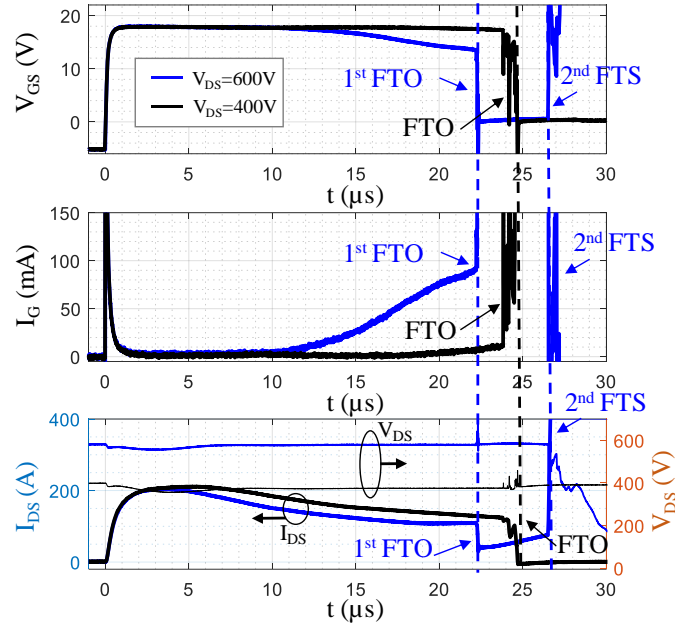 20
10
0
V_GS (V)
V_DS=600V
V_DS=400V
1st FTO
FTO
2nd FTS
0 5 10 15 20 25 30
t (µs)
150
100
50
0
I_G (mA)
1st FTO
FTO
2nd FTS
0 5 10 15 20 25 30
t (µs)
400
200
0
I_DS (A)
V_DS
I_DS
1st FTO
FTO
2nd FTS
600
400
200
0
V_DS (V)
0 5 10 15 20 25 30
t (µs)